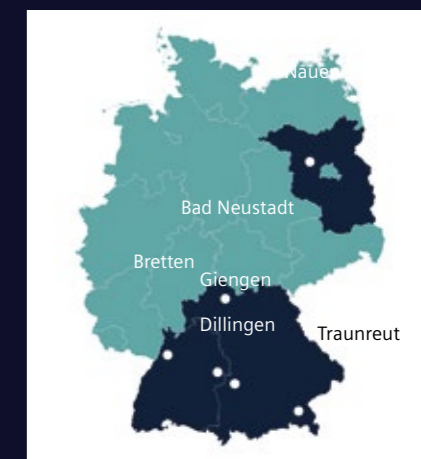 Nauen
Bad Neustadt
Bretten
Giengen
Dillingen
Traunreut